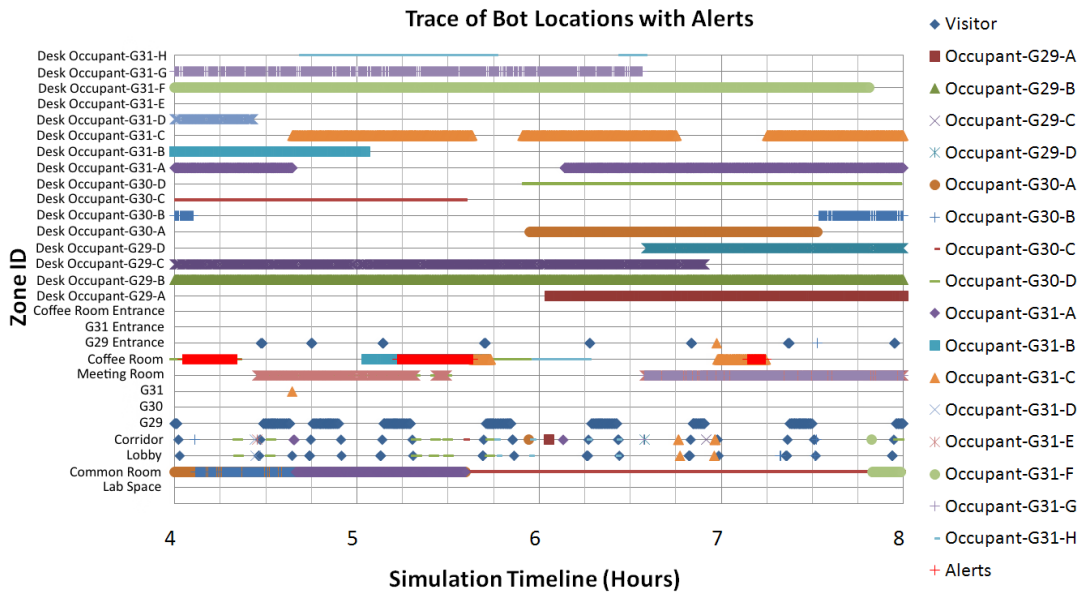 Trace of Bot Locations with Alerts
Zone ID
Desk Occupant-G31-H
Desk Occupant-G31-G
Desk Occupant-G31-F
Desk Occupant-G31-E
Desk Occupant-G31-D
Desk Occupant-G31-C
Desk Occupant-G31-B
Desk Occupant-G31-A
Desk Occupant-G30-D
Desk Occupant-G30-C
Desk Occupant-G30-B
Desk Occupant-G30-A
Desk Occupant-G29-D
Desk Occupant-G29-C
Desk Occupant-G29-B
Desk Occupant-G29-A
Coffee Room Entrance
G31 Entrance
G29 Entrance
Coffee Room
Meeting Room
G31
G30
G29
Corridor
Lobby
Common Room
Lab Space
4 5 6 7 8
Simulation Timeline (Hours)
Visitor
Occupant-G29-A
Occupant-G29-B
Occupant-G29-C
Occupant-G29-D
Occupant-G30-A
Occupant-G30-B
Occupant-G30-C
Occupant-G30-D
Occupant-G31-A
Occupant-G31-B
Occupant-G31-C
Occupant-G31-D
Occupant-G31-E
Occupant-G31-F
Occupant-G31-G
Occupant-G31-H
Alerts